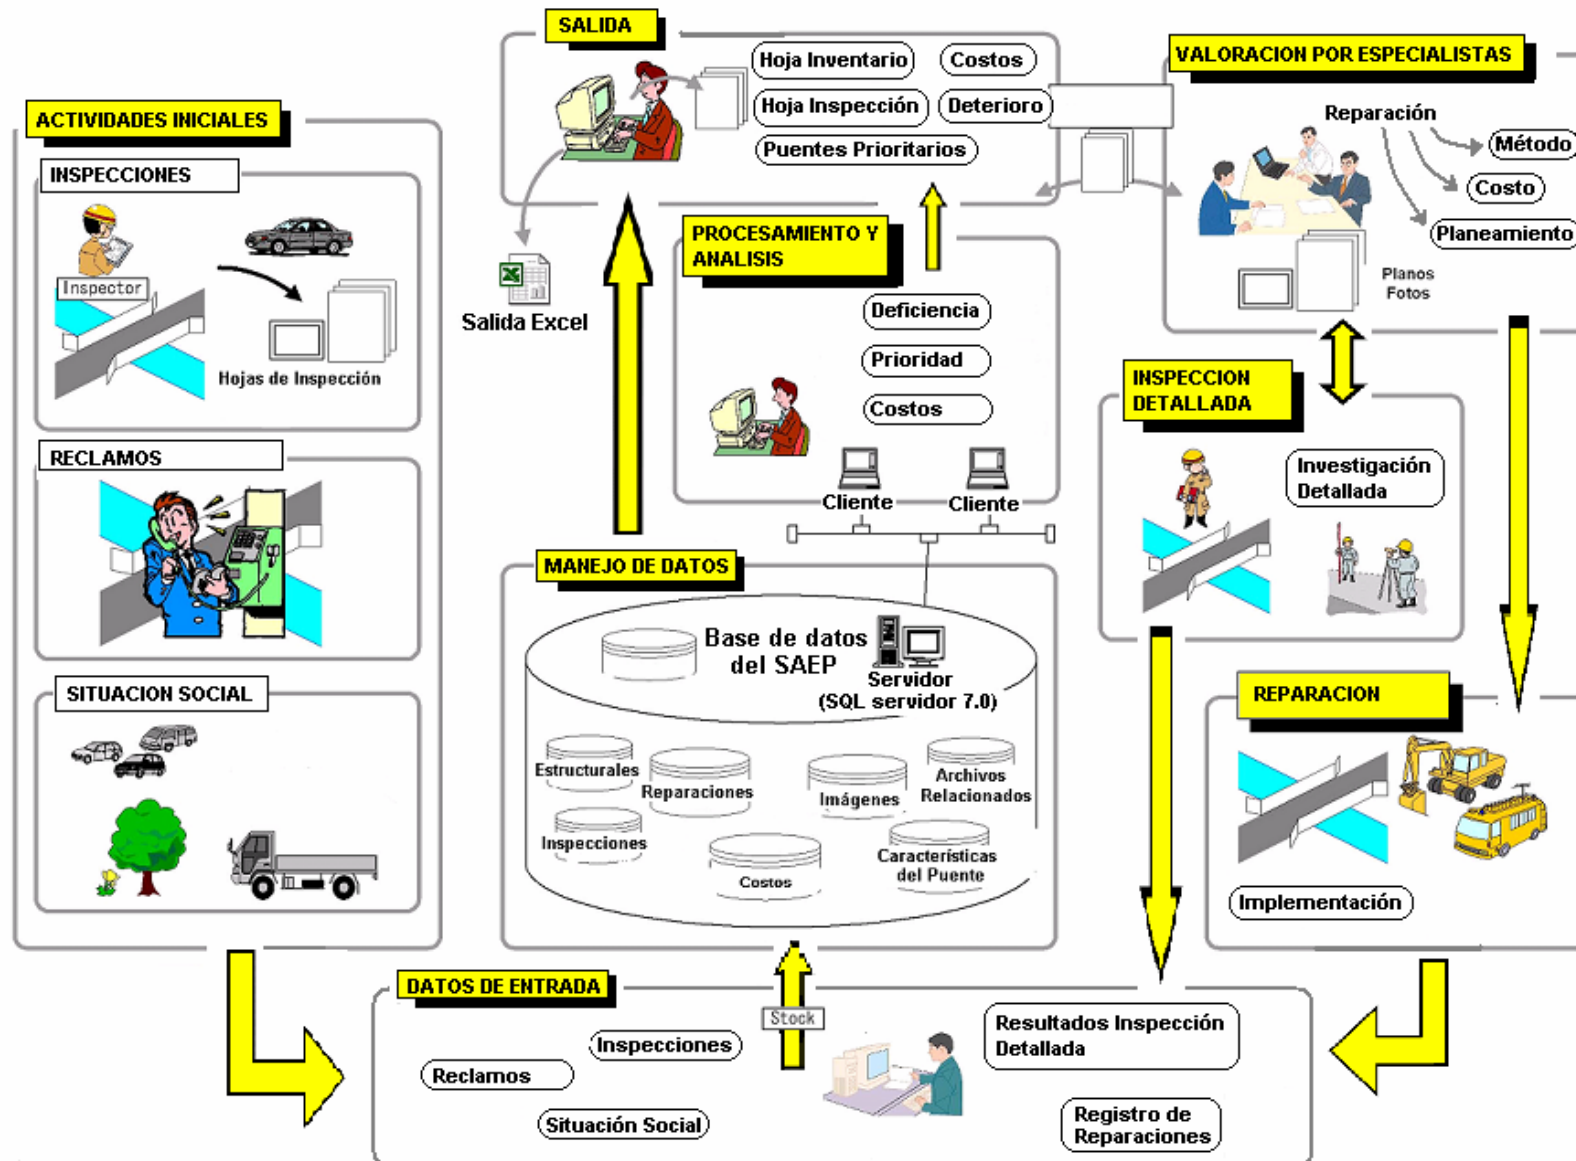 ACTIVIDADES INICIALES
INSPECCIONES
Inspector
Hojas de Inspección
RECLAMOS
SITUACION SOCIAL
SALIDA
Hoja Inventario
Costos
Hoja Inspección
Deterioro
Puentes Prioritarios
Salida Excel
PROCESAMIENTO Y
ANALISIS
Deficiencia
Prioridad
Costos
Cliente
Cliente
MANEJO DE DATOS
Base de datos
del SAEP
Servidor
(SQL servidor 7.0)
Estructurales
Reparaciones
Imágenes
Archivos
Relacionados
Inspecciones
Costos
Características
del Puente
VALORACION POR ESPECIALISTAS
Reparación
Método
Costo
Planeamiento
Planos
Fotos
INSPECCION
DETALLADA
Investigación
Detallada
REPARACION
Implementación
DATOS DE ENTRADA
Stock
Inspecciones
Reclamos
Situación Social
Resultados Inspección
Detallada
Registro de
Reparaciones